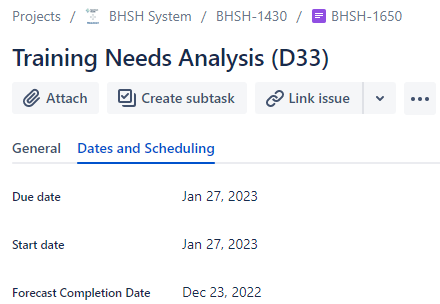 Projects / BHSH System / BHSH-1430 / BHSH-1650
Training Needs Analysis (D33)
Attach Create subtask Link issue
General Dates and Scheduling
Due date Jan 27, 2023
Start date Jan 27, 2023
Forecast Completion Date Dec 23, 2022